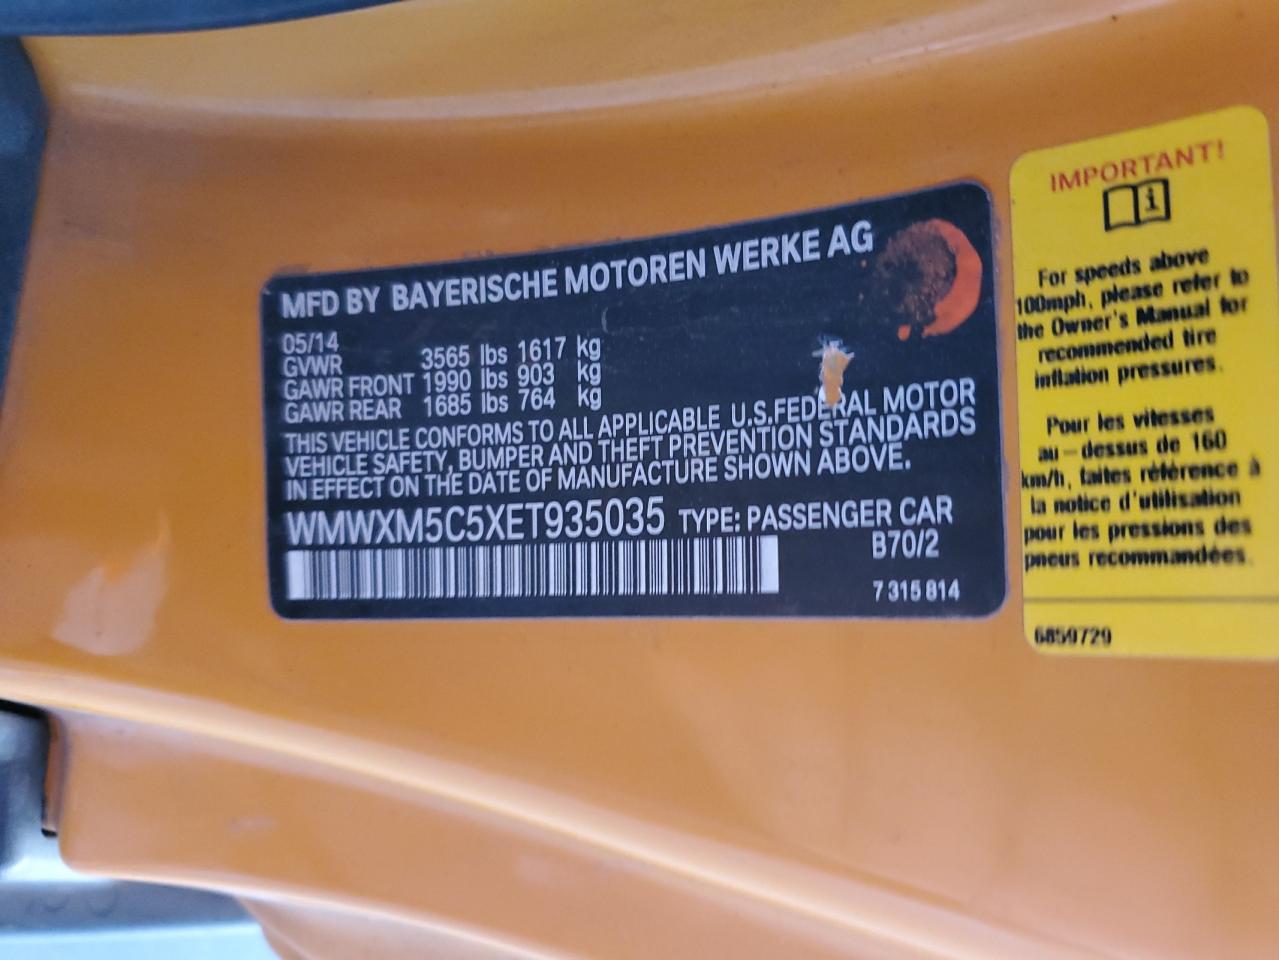 MFD BY BAYERISCHE MOTOREN WERKE AG
05/14
GVWR 3565 lbs 1617 kg
GAWR FRONT 1990 lbs 903 kg
GAWR REAR 1685 lbs 764 kg
THIS VEHICLE CONFORMS TO ALL APPLICABLE U.S.FEDERAL MOTOR
VEHICLE SAFETY, BUMPER AND THEFT PREVENTION STANDARDS
IN EFFECT ON THE DATE OF MANUFACTURE SHOWN ABOVE.
WMWXM5C5XET935035 TYPE: PASSENGER CAR
B70/2
7 315 814
IMPORTANT!
i
For speeds above
100mph, please refer to
the Owner's Manual for
recommended tire
inflation pressures.
Pour les vitesses
au-dessus de 160
km/h, faites référence à
la notice d'utilisation
pour les pressions des
pneus recommandées.
6859729